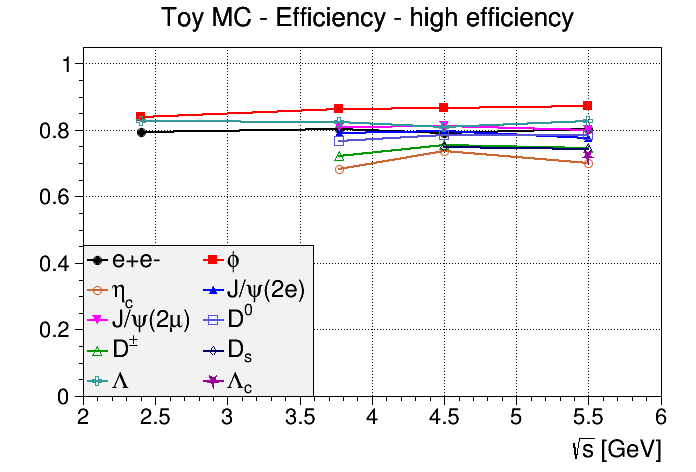 Toy MC - Efficiency - high efficiency
1
0.8
0.6
0.4
0.2
0
e+e- ϕ
η_c J/ψ(2e)
J/ψ(2μ) D⁰
D^± D_s
Λ Λ_c
2 2.5 3 3.5 4 4.5 5 5.5 6
√s [GeV]